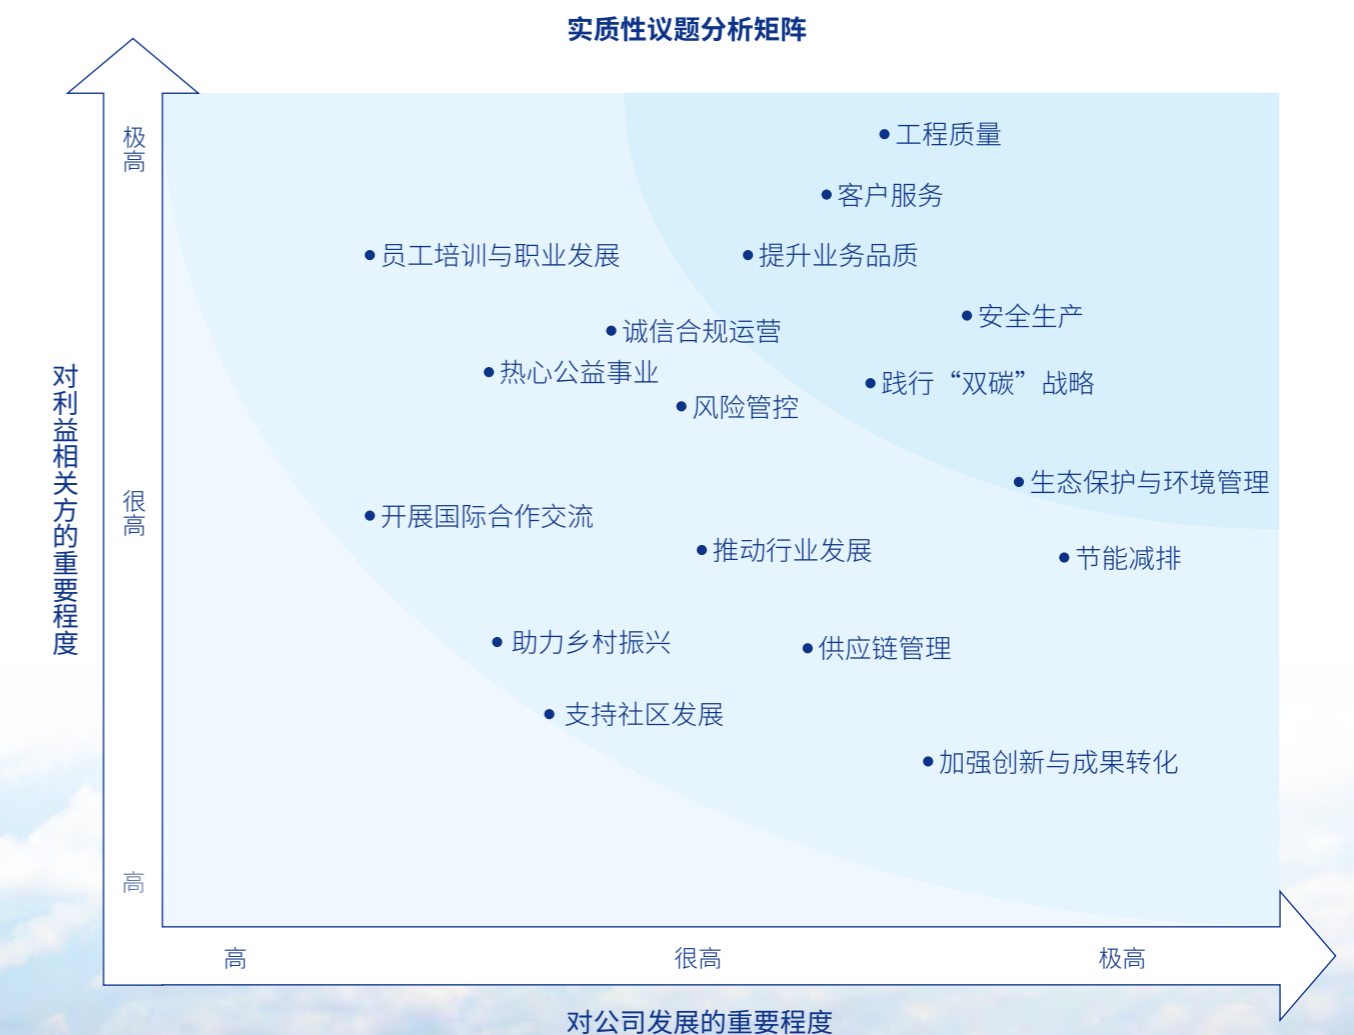 实质性议题分析矩阵
极高
工程质量
客户服务
员工培训与职业发展
提升业务品质
安全生产
诚信合规运营
热心公益事业
践行“双碳”战略
风险管控
对利益相关方的重要程度
生态保护与环境管理
很高
开展国际合作交流
推动行业发展
节能减排
助力乡村振兴
供应链管理
支持社区发展
加强创新与成果转化
高
高
很高
极高
对公司发展的重要程度